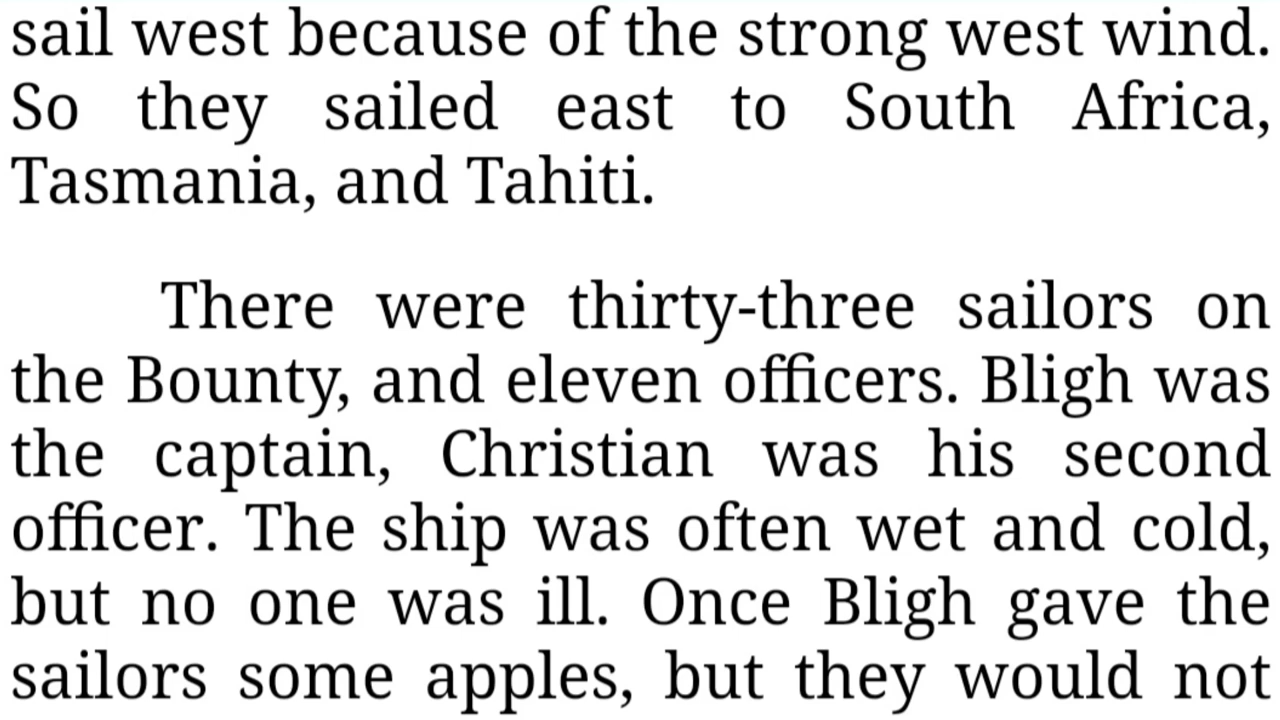 sail west because of the strong west wind.
So they sailed east to South Africa,
Tasmania, and Tahiti.
There were thirty-three sailors on
the Bounty, and eleven officers. Bligh was
the captain, Christian was his second
officer. The ship was often wet and cold,
but no one was ill. Once Bligh gave the
sailors some apples, but they would not